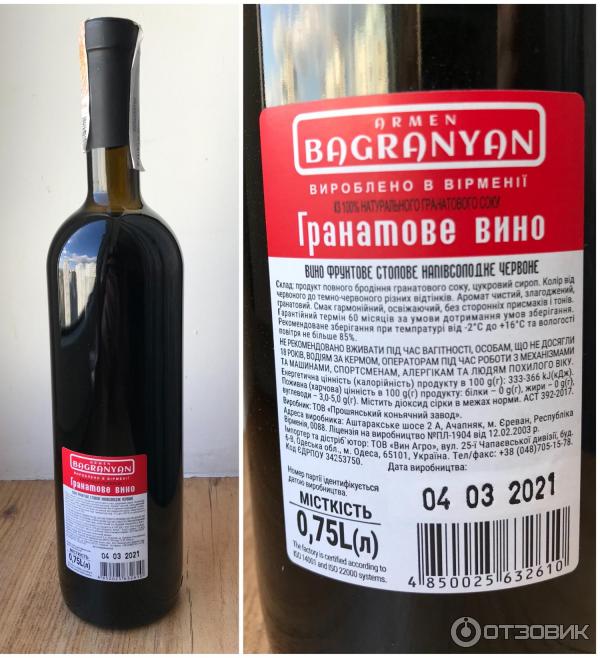 ARMEN
BAGRANYAN
ВИРОБЛЕНО В ВІРМЕНІЇ
Гранатове вино
04 03 2021
МІСТКІСТЬ
0,75L(л)
ARMEN
BAGRANYAN
ВИРОБЛЕНО В ВІРМЕНІЇ
ІЗ 100% НАТУРАЛЬНОГО ГРАНАТОВОГО СОКУ
Гранатове вино
ВИНО ФРУКТОВЕ СТОЛОВЕ НАПІВСОЛОДКЕ ЧЕРВОНЕ
Склад: продукт повного бродіння гранатового соку, цукровий сироп. Колір від
червоного до темно-червоного різних відтінків. Аромат чистий, злагоджений,
гранатовий. Смак гармонійний, освіжаючий, без сторонніх присмаків і тонів.
Гарантійний термін 60 місяців за умови дотримання умов зберігання.
Рекомендоване зберігання при температурі від -2°C до +16°C та вологості
повітря не більше 85%.
НЕ РЕКОМЕНДОВАНО ВЖИВАТИ ПІД ЧАС ВАГІТНОСТІ, ОСОБАМ, ЩО НЕ ДОСЯГЛИ
18 РОКІВ, ВОДІЯМ ЗА КЕРМОМ, ОПЕРАТОРАМ ПІД ЧАС РОБОТИ З МЕХАНІЗМАМИ
ТА МАШИНАМИ, СПОРТСМЕНАМ, АЛЕРГІКАМ ТА ЛЮДЯМ ПОХИЛОГО ВІКУ.
Енергетична цінність (калорійність) продукту в 100 g(г): 333-366 kJ(кДж).
Поживна (харчова) цінність в 100 g(г) продукту: білки – 0 g(г), жири – 0 g(г),
вуглеводи – 3,0-5,0 g(г). Містить діоксид сірки в межах норми. АСТ 392-2017.
Виробник: ТОВ «Прошянський коньячний завод».
Адреса виробника: Аштаракське шосе 2 А, Ачапняк, м. Єреван, Республіка
Вірменія, 0088. Ліцензія на виробництво №ПЛ-1904 від 12.02.2003 р.
Імпортер та дистриб'ютор: ТОВ «Вин Агро», вул. 25-ї Чапаєвської дивізії, буд.
6-9, Одеська обл., м. Одеса, 65101, Україна. Тел/факс: +38 (048)705-15-78.
Код ЄДРПОУ 34253750.
Дата виробництва:
Номер партії ідентифікується
датою виробництва.
04 03 2021
МІСТКІСТЬ
0,75L(л)
The factory is certified according to
ISO 14001 and ISO 22000 systems.
4 850025 632610
ОТЗОВИК